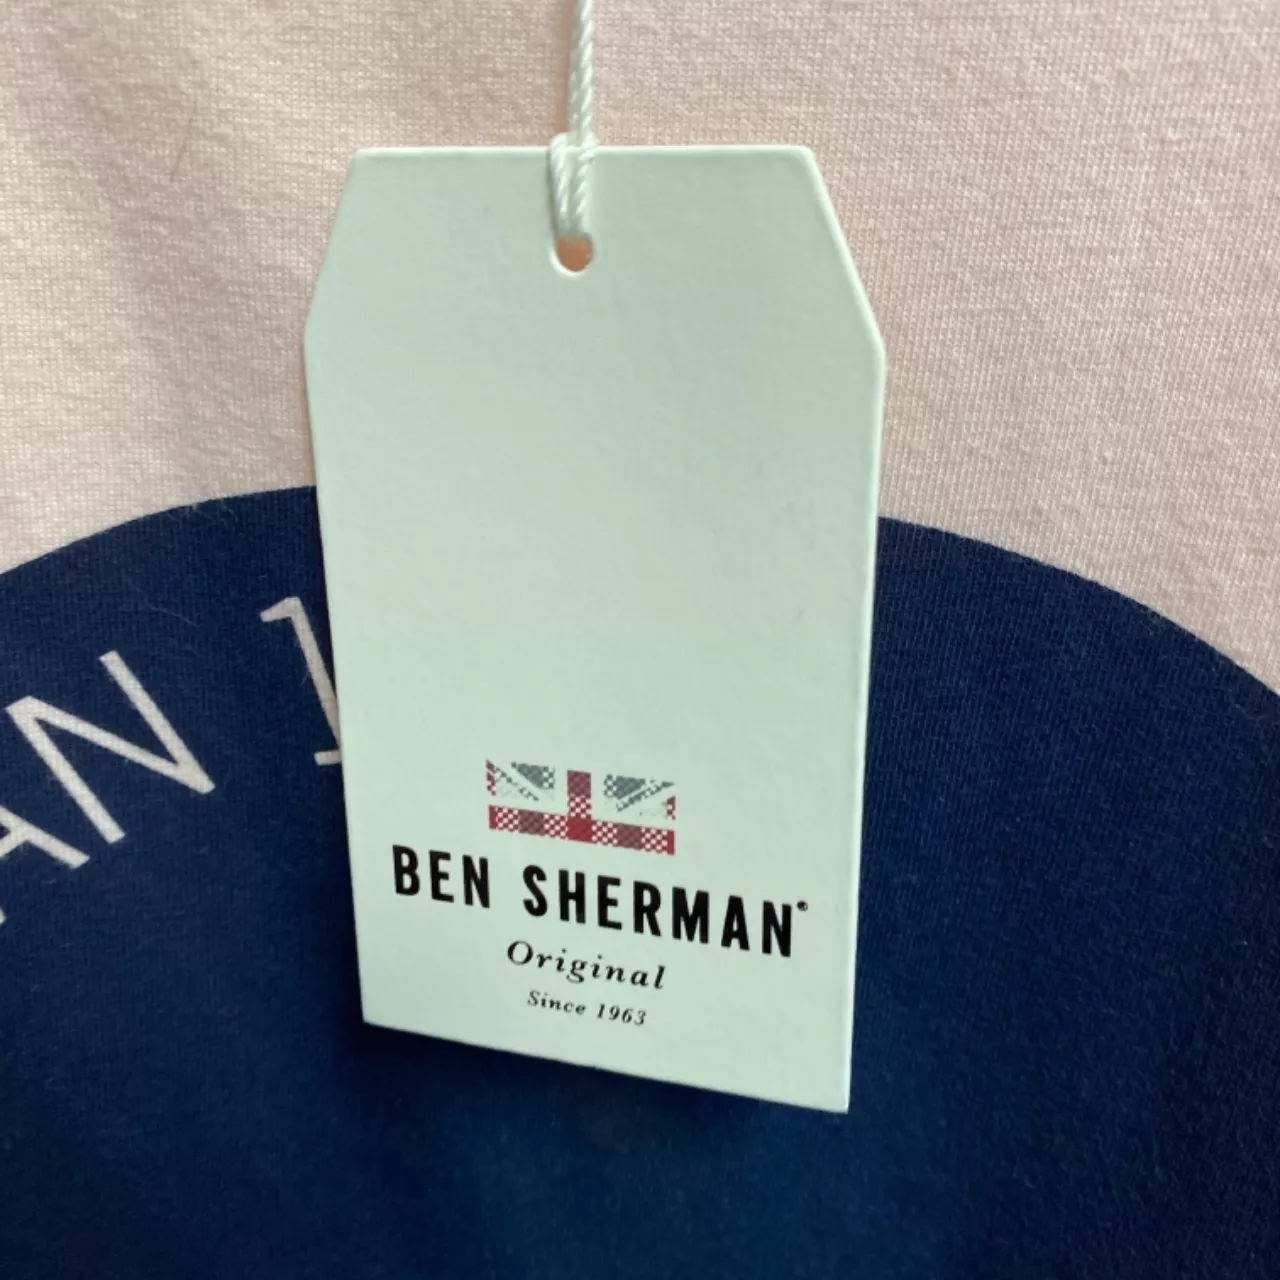 AN 1
BEN SHERMAN®
Original
Since 1963